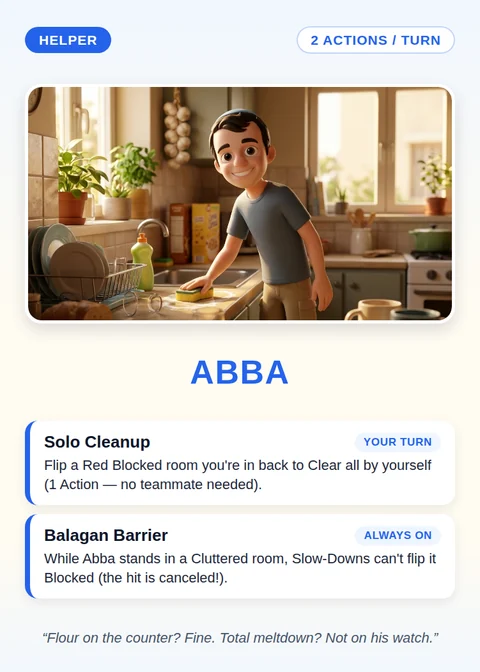 HELPER
2 ACTIONS / TURN
ABBA
Solo Cleanup
YOUR TURN
Flip a Red Blocked room you're in back to Clear all by yourself
(1 Action — no teammate needed).
Balagan Barrier
ALWAYS ON
While Abba stands in a Cluttered room, Slow-Downs can't flip it
Blocked (the hit is canceled!).
“Flour on the counter? Fine. Total meltdown? Not on his watch.”